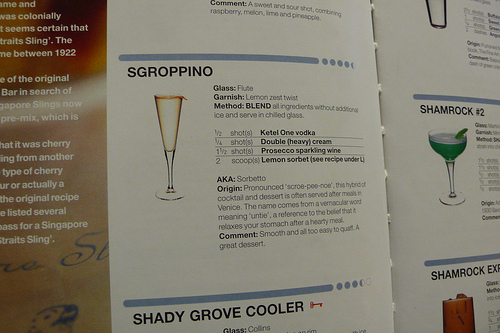 ame and
was colonially
t seems certain that
traits Sling'. The
me between 1922
e of the original
Bar in search of
gapore Slings now
pre-mix, which is
hat it was cherry
ling from another
type of cherry
ur or actually a
the original recipe
e listed several
pass for a Singapore
Straits Sling'.
Comment: A sweet and sour shot, combining
raspberry, melon, lime and pineapple.
SGROPPINO
Glass: Flute
Garnish: Lemon zest twist
Method: BLEND all ingredients without additional
ice and serve in chilled glass.
½ shot(s) Ketel One vodka
¼ shot(s) Double (heavy) cream
1½ shot(s) Prosecco sparkling wine
2 scoop(s) Lemon sorbet (see recipe under L)
AKA: Sorbetto
Origin: Pronounced 'scroe-pee-noe', this hybrid of
cocktail and dessert is often served after meals in
Venice. The name comes from a vernacular word
meaning 'untie', a reference to the belief that it
relaxes your stomach after a hearty meal.
Comment: Smooth and all too easy to quaff. A
great dessert.
SHADY GROVE COOLER
Glass: Collins
SHAMROCK #2
SHAMROCK EXP